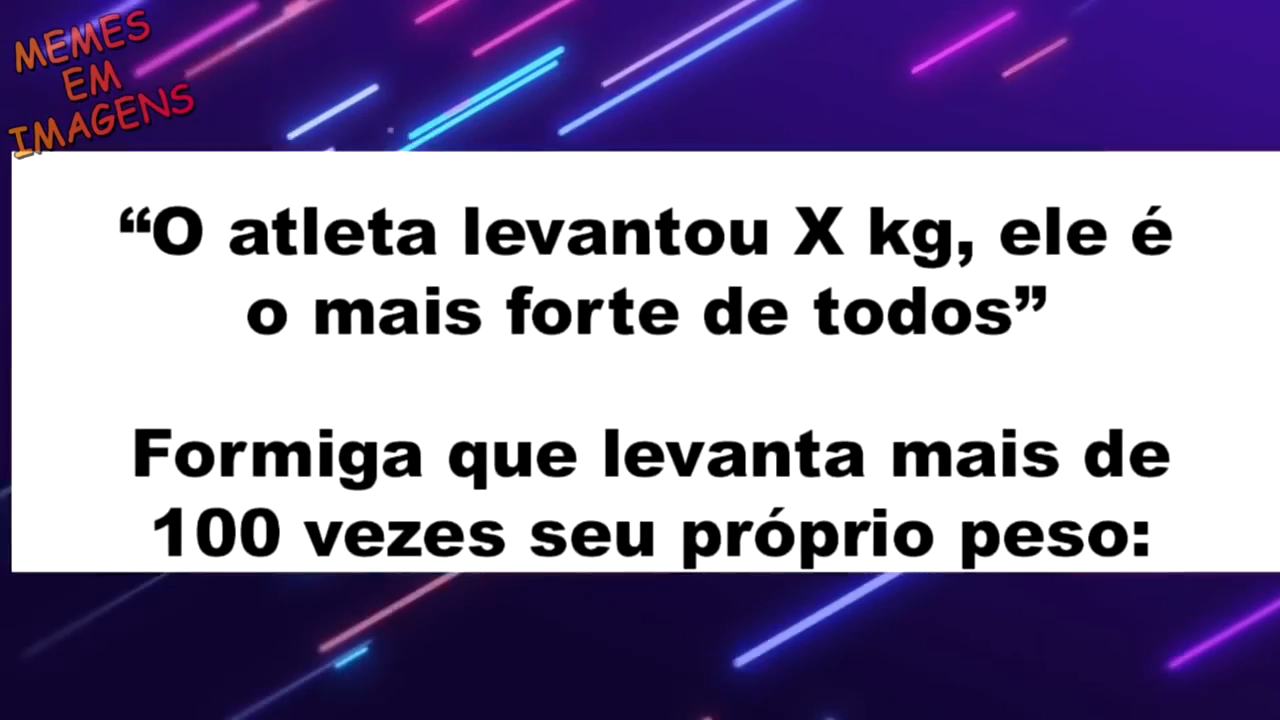 MEMES
EM
IMAGENS
“O atleta levantou X kg, ele é
o mais forte de todos”
Formiga que levanta mais de
100 vezes seu próprio peso: